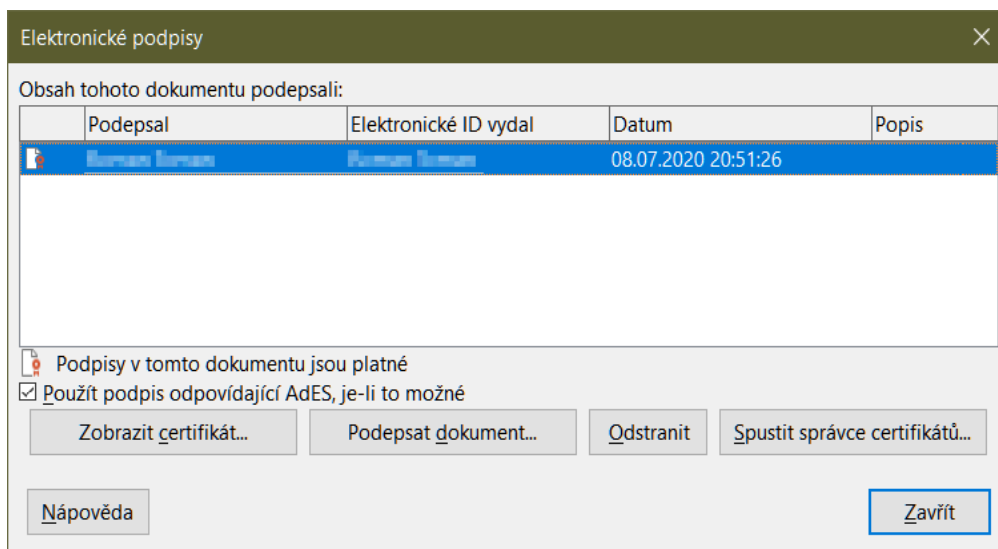 Elektronické podpisy
Obsah tohoto dokumentu podepsali:
Podepsal Elektronické ID vydal Datum Popis
08.07.2020 20:51:26
Podpisy v tomto dokumentu jsou platné
Použít podpis odpovídající AdES, je-li to možné
Zobrazit certifikát... Podepsat dokument... Odstranit Spustit správce certifikátů...
Nápověda Zavřít